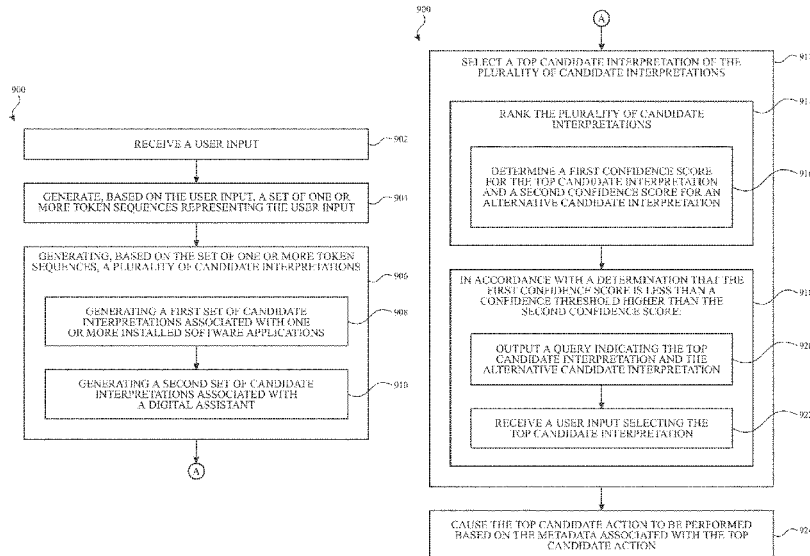 900
RECEIVE A USER INPUT
902
GENERATE, BASED ON THE USER INPUT, A SET OF ONE OR
MORE TOKEN SEQUENCES REPRESENTING THE USER INPUT
904
GENERATING, BASED ON THE SET OF ONE OR MORE TOKEN
SEQUENCES, A PLURALITY OF CANDIDATE INTERPRETATIONS
906
GENERATING A FIRST SET OF CANDIDATE
INTERPRETATIONS ASSOCIATED WITH ONE
OR MORE INSTALLED SOFTWARE APPLICATIONS
908
GENERATING A SECOND SET OF CANDIDATE
INTERPRETATIONS ASSOCIATED WITH
A DIGITAL ASSISTANT
910
A
900
A
SELECT A TOP CANDIDATE INTERPRETATION OF THE
PLURALITY OF CANDIDATE INTERPRETATIONS
RANK THE PLURALITY OF CANDIDATE
INTERPRETATIONS
DETERMINE A FIRST CONFIDENCE SCORE
FOR THE TOP CANDIDATE INTERPRETATION
AND A SECOND CONFIDENCE SCORE FOR AN
ALTERNATIVE CANDIDATE INTERPRETATION
IN ACCORDANCE WITH A DETERMINATION THAT THE
FIRST CONFIDENCE SCORE IS LESS THAN A
CONFIDENCE THRESHOLD HIGHER THAN THE
SECOND CONFIDENCE SCORE:
OUTPUT A QUERY INDICATING THE TOP
CANDIDATE INTERPRETATION AND THE
ALTERNATIVE CANDIDATE INTERPRETATION
RECEIVE A USER INPUT SELECTING THE
TOP CANDIDATE INTERPRETATION
CAUSE THE TOP CANDIDATE ACTION TO BE PERFORMED
BASED ON THE METADATA ASSOCIATED WITH THE TOP
CANDIDATE ACTION